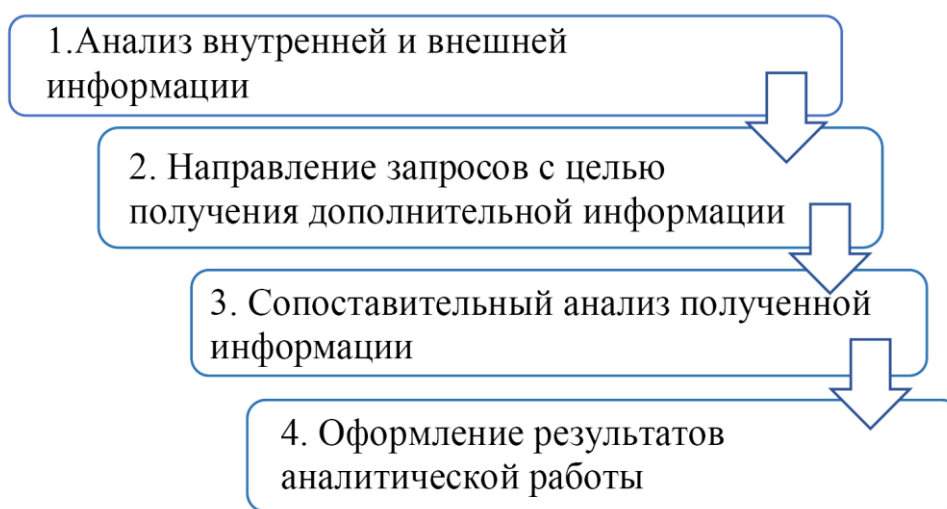 1.Анализ внутренней и внешней
информации
2. Направление запросов с целью
получения дополнительной информации
3. Сопоставительный анализ полученной
информации
4. Оформление результатов
аналитической работы